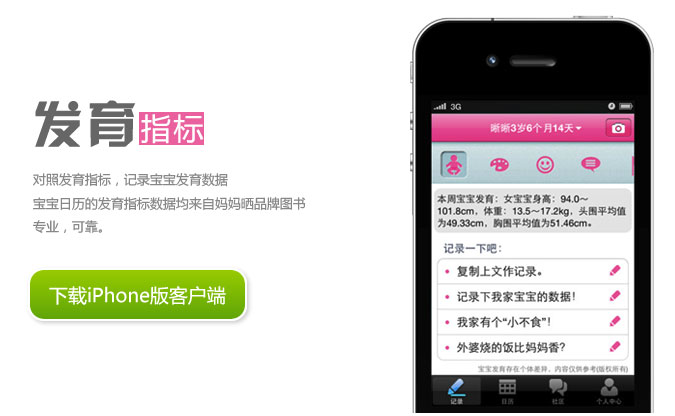 发育指标
对照发育指标，记录宝宝发育数据
宝宝日历的发育指标数据均来自妈妈晒品牌图书
专业，可靠。
下载iPhone版客户端
3G
晰晰3岁6个月14天
本周宝宝发育：女宝宝身高：94.0～
101.8cm，体重：13.5～17.2kg，头围平均值
为49.33cm，胸围平均值为51.46cm。
记录一下吧：
复制上文作记录。
记录下我家宝宝的数据！
我家有个“小不食”！
外婆烧的饭比妈妈香？
宝宝发育存在个体差异，内容仅供参考(版权所有)
记录
日历
社区
个人中心